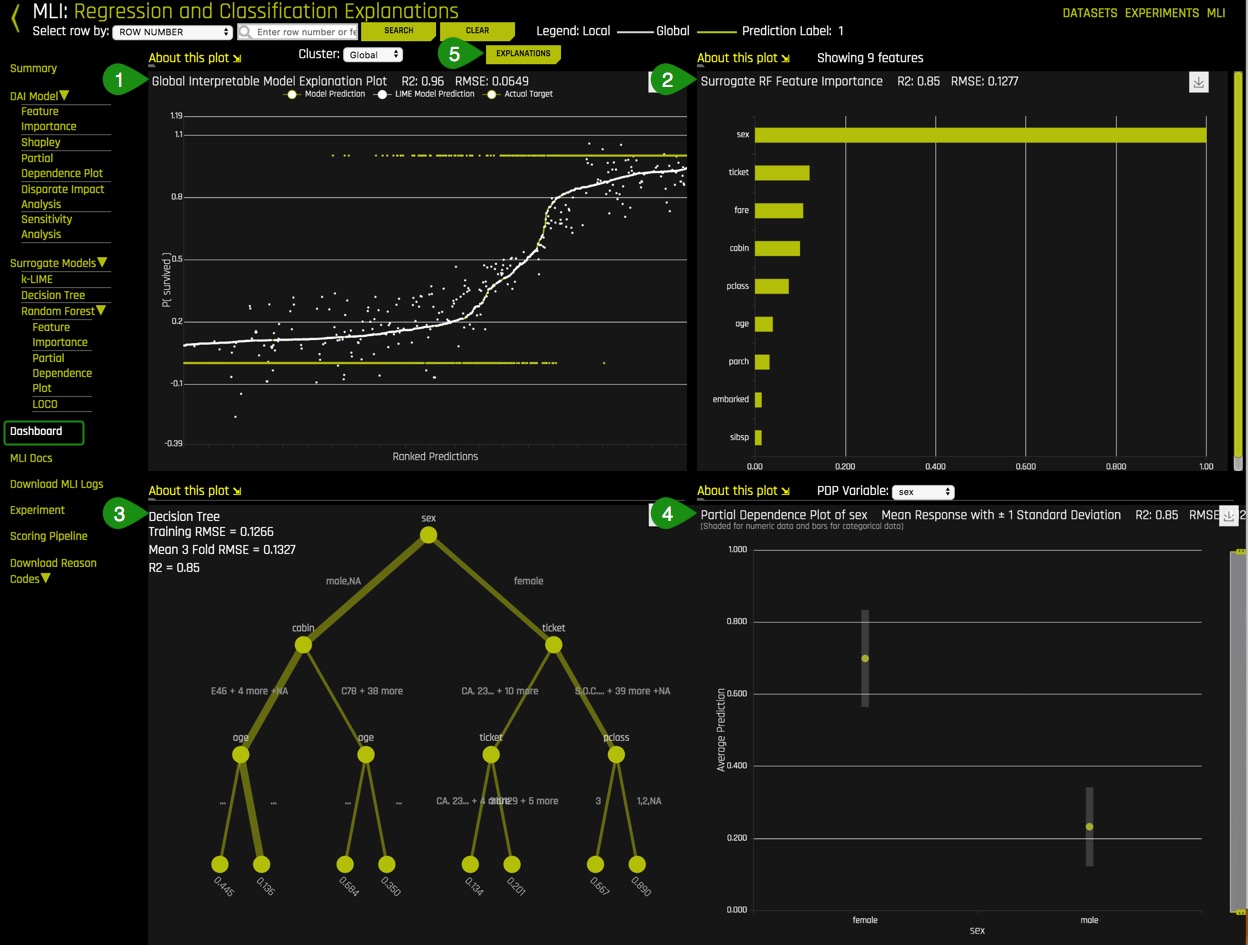 MLI: Regression and Classification Explanations
DATASETS EXPERIMENTS MLI
Select row by: ROW NUMBER Enter row number or fe SEARCH CLEAR Legend: Local Global Prediction Label: 1
Summary
DAI Model
Feature
Importance
Shapley
Partial
Dependence Plot
Disparate Impact
Analysis
Sensitivity
Analysis
Surrogate Models
k-LIME
Decision Tree
Random Forest
Feature
Importance
Partial
Dependence
Plot
LOCO
Dashboard
MLI Docs
Download MLI Logs
Experiment
Scoring Pipeline
Download Reason
Codes
About this plot Cluster: Global 5 EXPLANATIONS
1 Global Interpretable Model Explanation Plot R2: 0.96 RMSE: 0.0649
Model Prediction LIME Model Prediction Actual Target
1.19
1.1
0.8
0.5
0.2
-0.1
-0.39
P( survived )
Ranked Predictions
About this plot Showing 9 features
2 Surrogate RF Feature Importance R2: 0.85 RMSE: 0.1277
sex
ticket
fare
cabin
pclass
age
parch
embarked
sibsp
0.00 0.200 0.400 0.600 0.800 1.00
About this plot
3 Decision Tree
Training RMSE = 0.1266
Mean 3 Fold RMSE = 0.1327
R2 = 0.85
sex
male,NA female
cabin ticket
E46 + 4 more +NA C78 + 38 more CA. 23... + 10 more S.O.C.... + 39 more +NA
age age ticket pclass
... ... ... ... CA. 23... + 4 more + 5 more 3 1,2,NA
0.445 0.136 0.684 0.350 0.134 0.201 0.667 0.690
About this plot PDP Variable: sex
4 Partial Dependence Plot of sex Mean Response with ± 1 Standard Deviation R2: 0.85 RMSE
(Shaded for numeric data and bars for categorical data)
1.000
0.800
0.600
0.400
0.200
0.000
Average Prediction
female male
sex